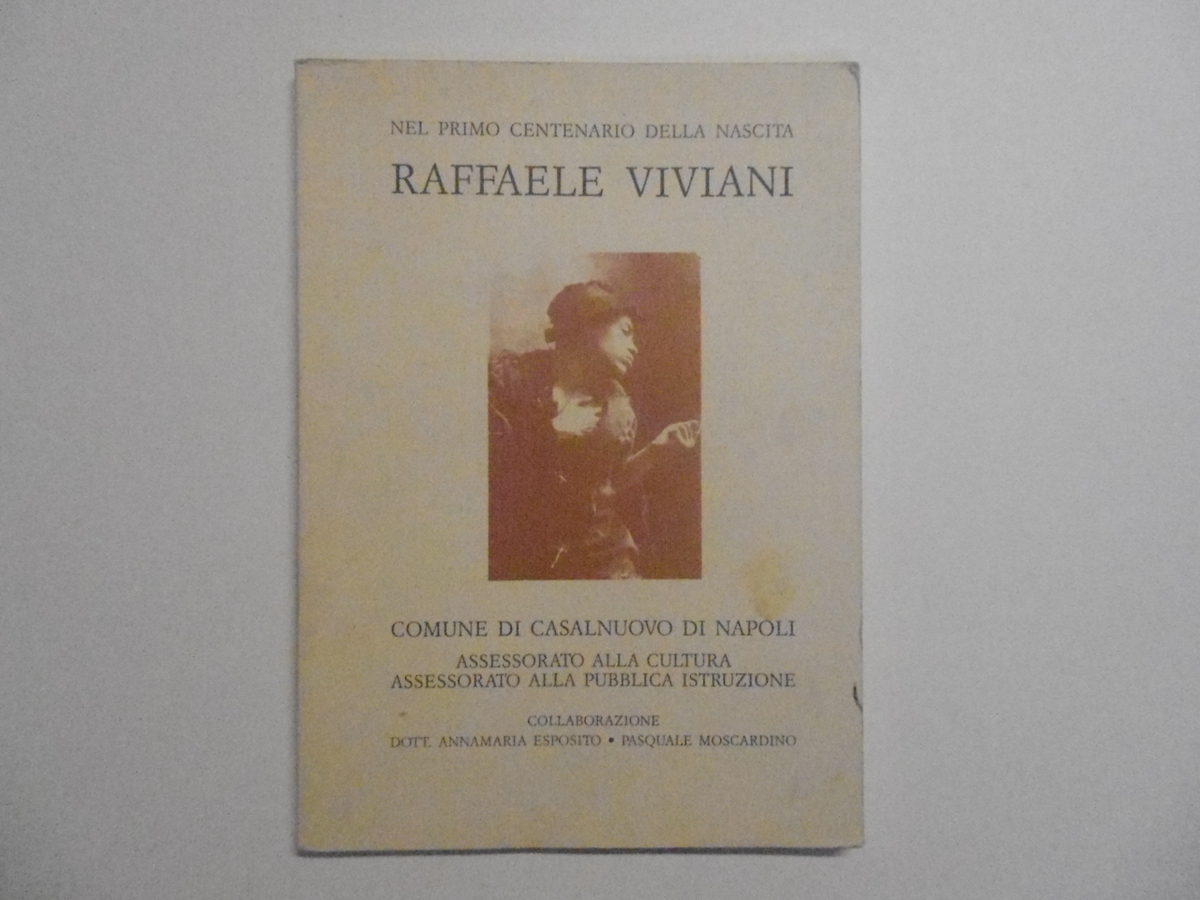 NEL PRIMO CENTENARIO DELLA NASCITA
RAFFAELE VIVIANI
COMUNE DI CASALNUOVO DI NAPOLI
ASSESSORATO ALLA CULTURA
ASSESSORATO ALLA PUBBLICA ISTRUZIONE
COLLABORAZIONE
DOTT. ANNAMARIA ESPOSITO • PASQUALE MOSCARDINO